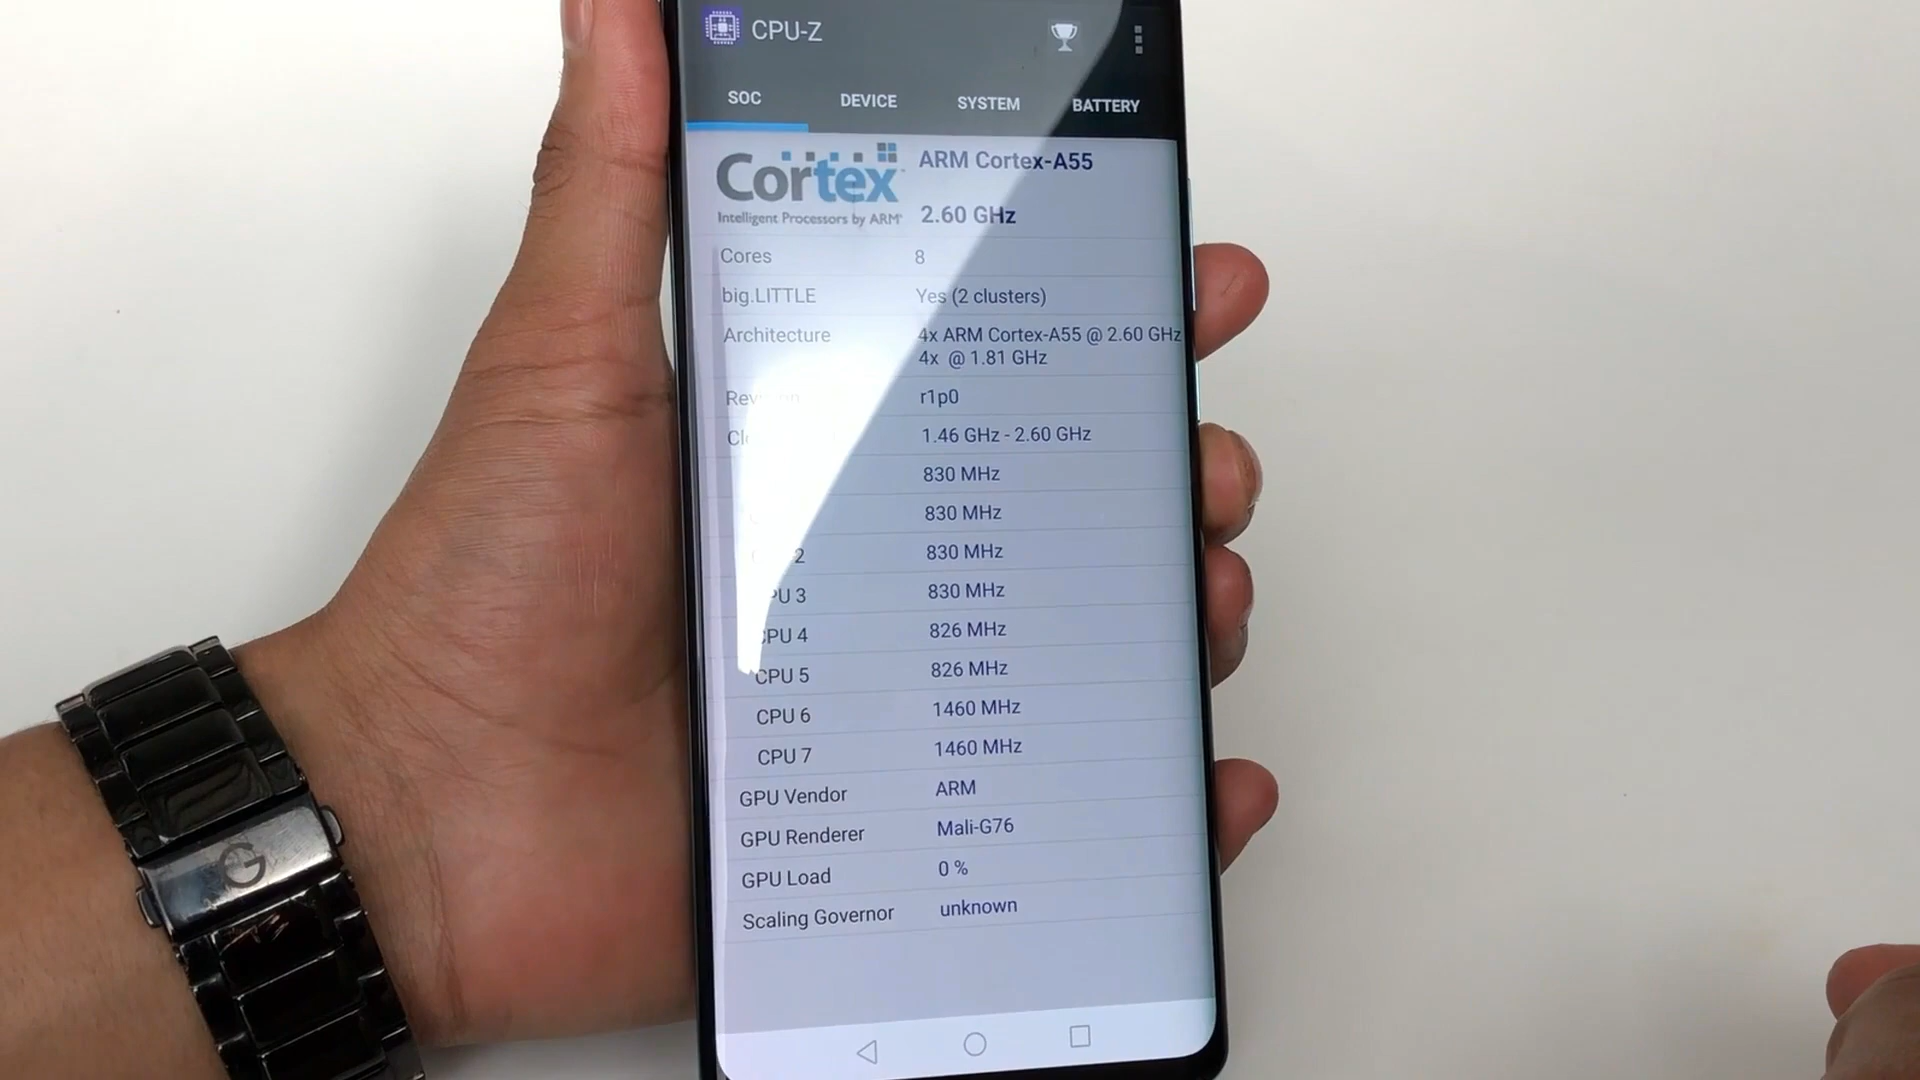 CPU-Z
SOC DEVICE SYSTEM BATTERY
Cortex
Intelligent Processors by ARM
ARM Cortex-A55
2.60 GHz
Cores 8
big.LITTLE Yes (2 clusters)
Architecture 4x ARM Cortex-A55 @ 2.60 GHz
4x @ 1.81 GHz
r1p0
1.46 GHz - 2.60 GHz
830 MHz
830 MHz
2 830 MHz
PU 3 830 MHz
CPU 4 826 MHz
CPU 5 826 MHz
CPU 6 1460 MHz
CPU 7 1460 MHz
GPU Vendor ARM
GPU Renderer Mali-G76
GPU Load 0 %
Scaling Governor unknown
G